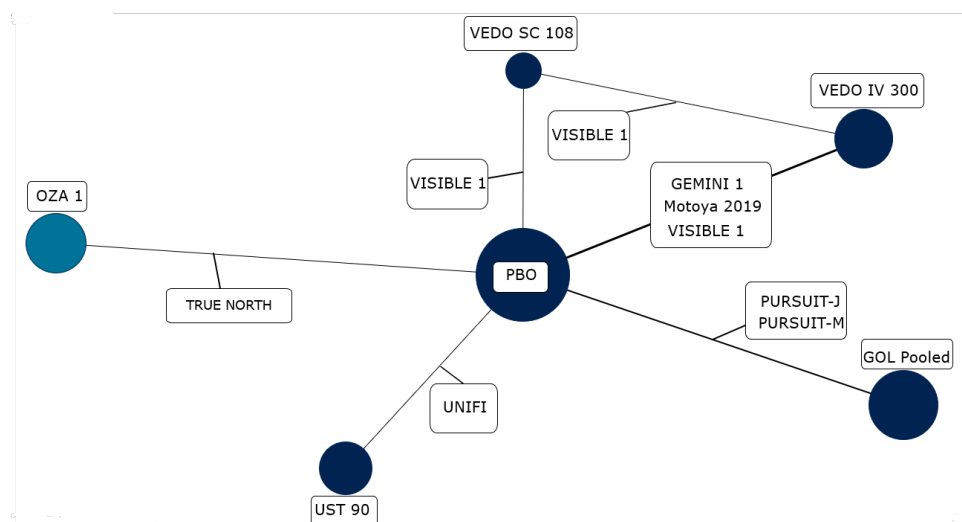 VEDO SC 108
VEDO IV 300
VISIBLE 1
VISIBLE 1
GEMINI 1
Motoya 2019
VISIBLE 1
OZA 1
PBO
TRUE NORTH
PURSUIT-J
PURSUIT-M
GOL Pooled
UNIFI
UST 90